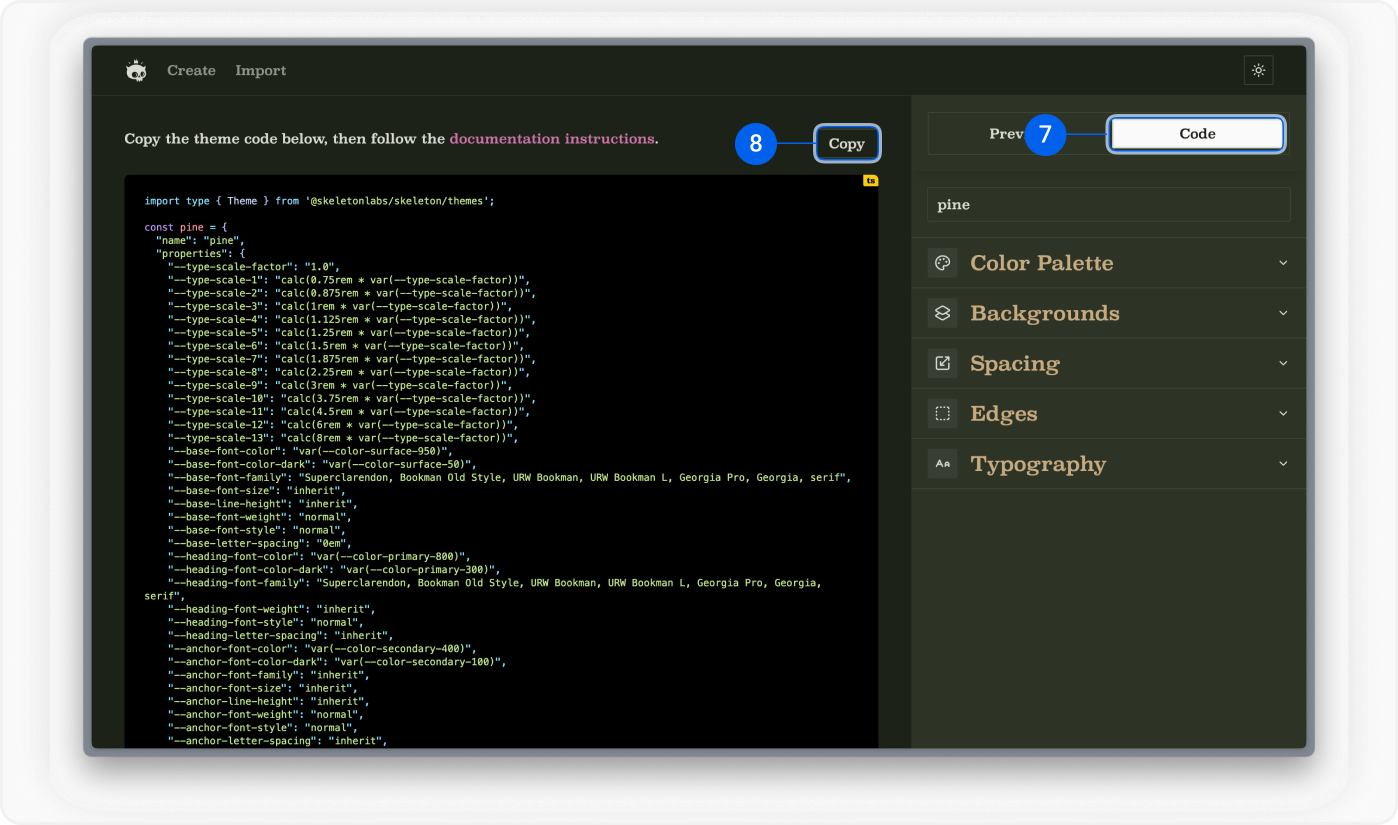 Create Import
Copy the theme code below, then follow the documentation instructions.
8
Copy
Prev
7
Code
ts
import type { Theme } from '@skeletonlabs/skeleton/themes';
const pine = {
"name": "pine",
"properties": {
"--type-scale-factor": "1.0",
"--type-scale-1": "calc(0.75rem * var(--type-scale-factor))",
"--type-scale-2": "calc(0.875rem * var(--type-scale-factor))",
"--type-scale-3": "calc(1rem * var(--type-scale-factor))",
"--type-scale-4": "calc(1.125rem * var(--type-scale-factor))",
"--type-scale-5": "calc(1.25rem * var(--type-scale-factor))",
"--type-scale-6": "calc(1.5rem * var(--type-scale-factor))",
"--type-scale-7": "calc(1.875rem * var(--type-scale-factor))",
"--type-scale-8": "calc(2.25rem * var(--type-scale-factor))",
"--type-scale-9": "calc(3rem * var(--type-scale-factor))",
"--type-scale-10": "calc(3.75rem * var(--type-scale-factor))",
"--type-scale-11": "calc(4.5rem * var(--type-scale-factor))",
"--type-scale-12": "calc(6rem * var(--type-scale-factor))",
"--type-scale-13": "calc(8rem * var(--type-scale-factor))",
"--base-font-color": "var(--color-surface-950)",
"--base-font-color-dark": "var(--color-surface-50)",
"--base-font-family": "Superclarendon, Bookman Old Style, URW Bookman, URW Bookman L, Georgia Pro, Georgia, serif",
"--base-font-size": "inherit",
"--base-line-height": "inherit",
"--base-font-weight": "normal",
"--base-font-style": "normal",
"--base-letter-spacing": "0em",
"--heading-font-color": "var(--color-primary-800)",
"--heading-font-color-dark": "var(--color-primary-300)",
"--heading-font-family": "Superclarendon, Bookman Old Style, URW Bookman, URW Bookman L, Georgia Pro, Georgia,
serif",
"--heading-font-weight": "inherit",
"--heading-font-style": "normal",
"--heading-letter-spacing": "inherit",
"--anchor-font-color": "var(--color-secondary-400)",
"--anchor-font-color-dark": "var(--color-secondary-100)",
"--anchor-font-family": "inherit",
"--anchor-font-size": "inherit",
"--anchor-line-height": "inherit",
"--anchor-font-weight": "normal",
"--anchor-font-style": "normal",
"--anchor-letter-spacing": "inherit",
pine
Color Palette
Backgrounds
Spacing
Edges
Typography